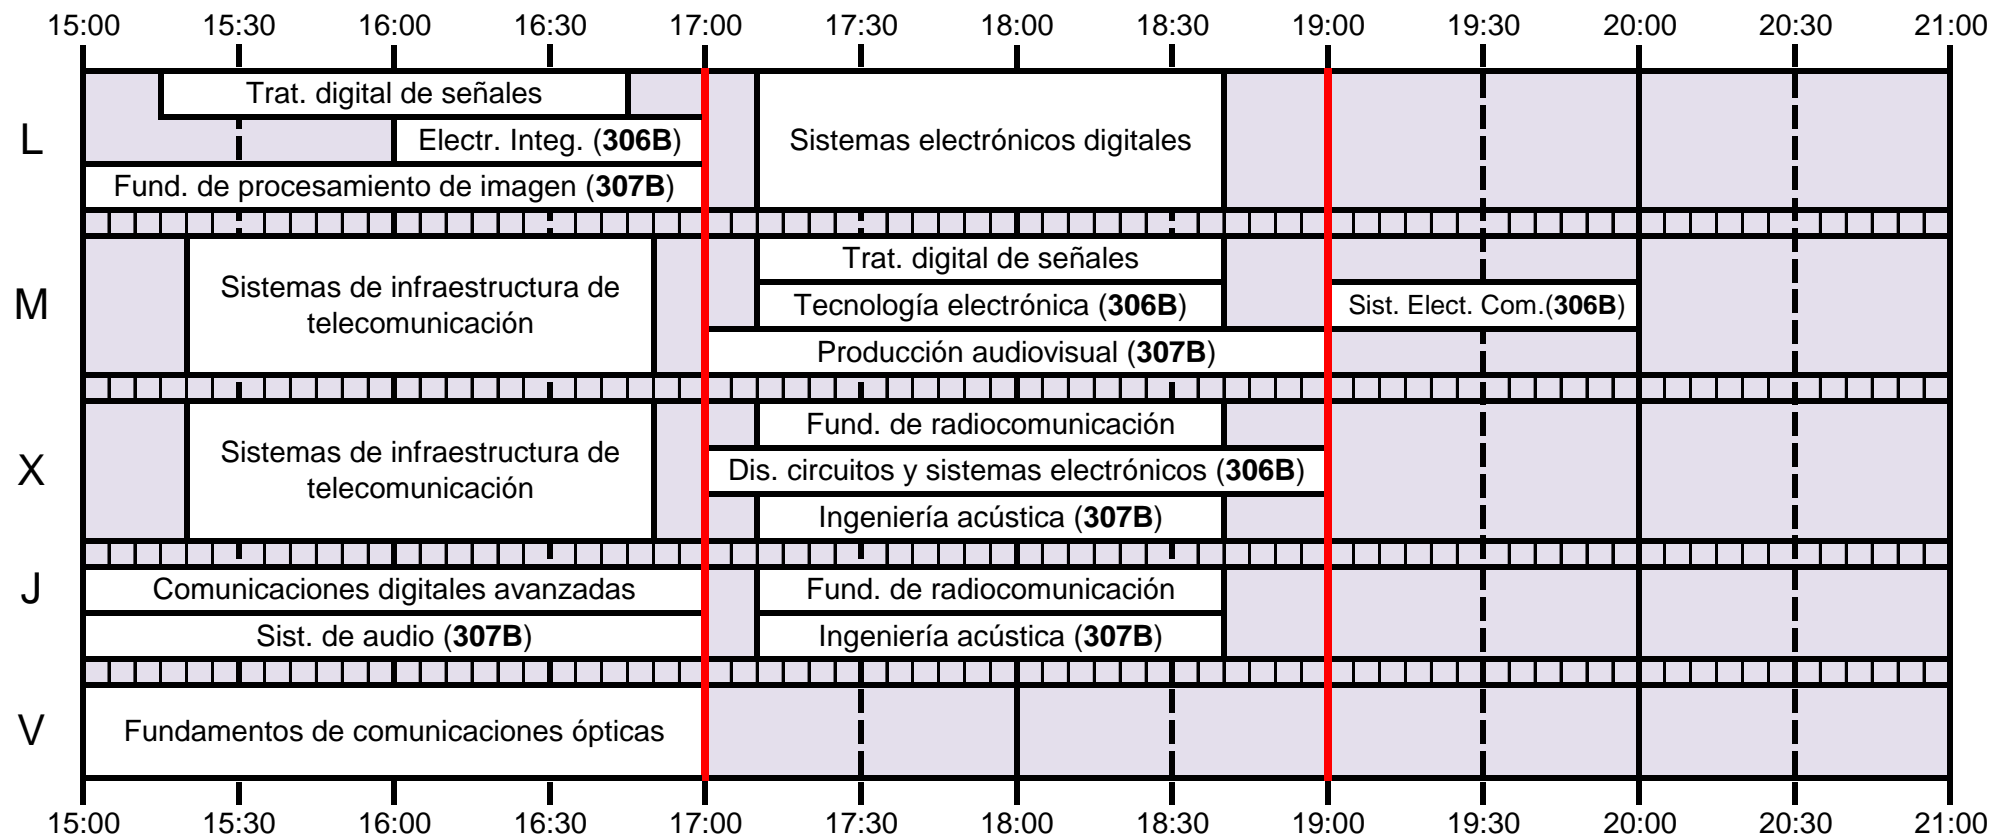 15:00 15:30 16:00 16:30 17:00 17:30 18:00 18:30 19:00 19:30 20:00 20:30 21:00
L
Trat. digital de señales
Electr. Integ. (306B)
Fund. de procesamiento de imagen (307B)
Sistemas electrónicos digitales
M
Sistemas de infraestructura de
telecomunicación
Trat. digital de señales
Tecnología electrónica (306B)
Producción audiovisual (307B)
Sist. Elect. Com.(306B)
X
Sistemas de infraestructura de
telecomunicación
Fund. de radiocomunicación
Dis. circuitos y sistemas electrónicos (306B)
Ingeniería acústica (307B)
J
Comunicaciones digitales avanzadas
Sist. de audio (307B)
Fund. de radiocomunicación
Ingeniería acústica (307B)
V
Fundamentos de comunicaciones ópticas
15:00 15:30 16:00 16:30 17:00 17:30 18:00 18:30 19:00 19:30 20:00 20:30 21:00